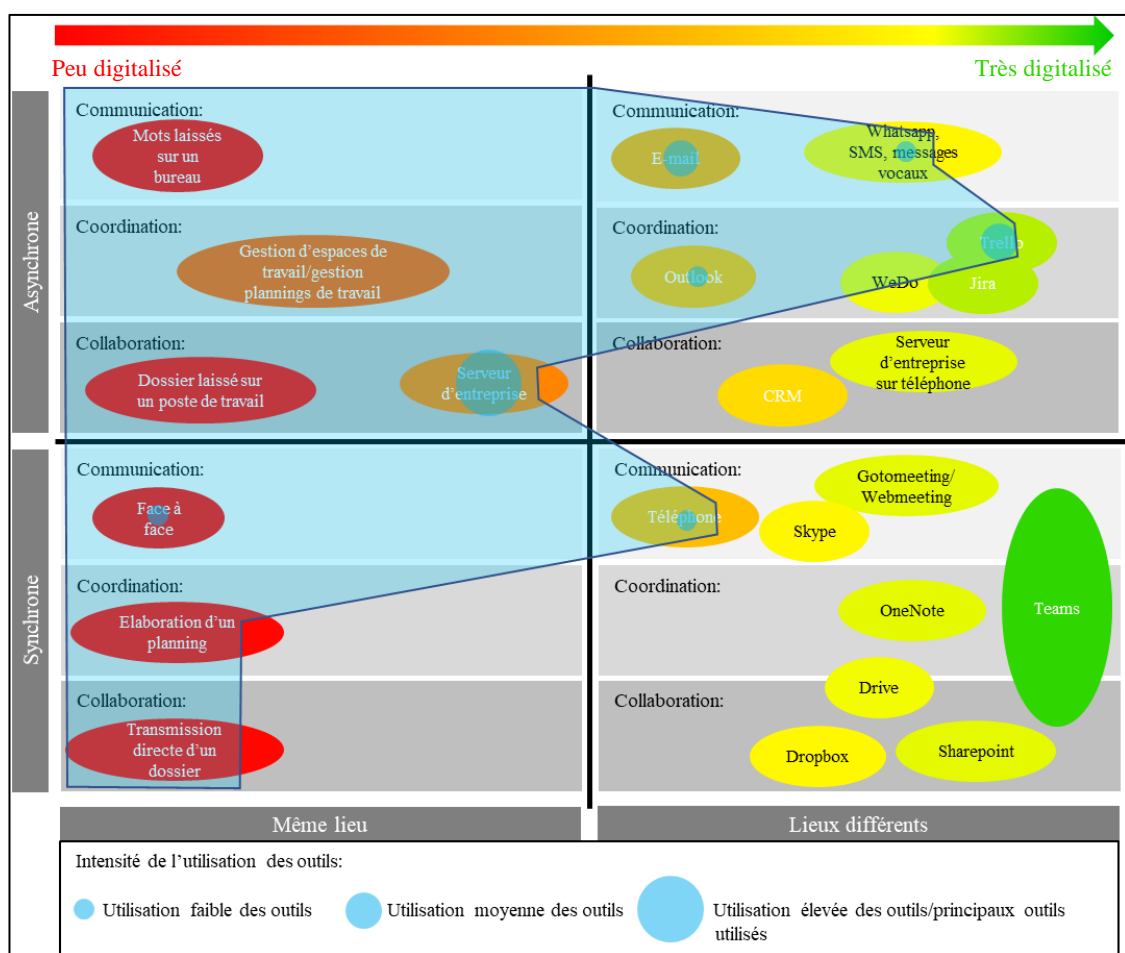 Peu digitalisé
Très digitalisé
Asynchrone
Communication:
Mots laissés
sur un
bureau
Communication:
E-mail
Whatsapp,
SMS, messages
vocaux
Coordination:
Gestion d'espaces de
travail/gestion
plannings de travail
Coordination:
Outlook
WeDo
Trello
Jira
Collaboration:
Dossier laissé sur
un poste de travail
Serveur
d'entreprise
Collaboration:
CRM
Serveur
d'entreprise
sur téléphone
Synchrone
Communication:
Face à
face
Communication:
Téléphone
Skype
Gotomeeting/
Webmeeting
Coordination:
Elaboration d'un
planning
Coordination:
OneNote
Teams
Collaboration:
Transmission
directe d'un
dossier
Collaboration:
Drive
Dropbox
Sharepoint
Même lieu
Lieux différents
Intensité de l'utilisation des outils:
Utilisation faible des outils
Utilisation moyenne des outils
Utilisation élevée des outils/principaux outils
utilisés